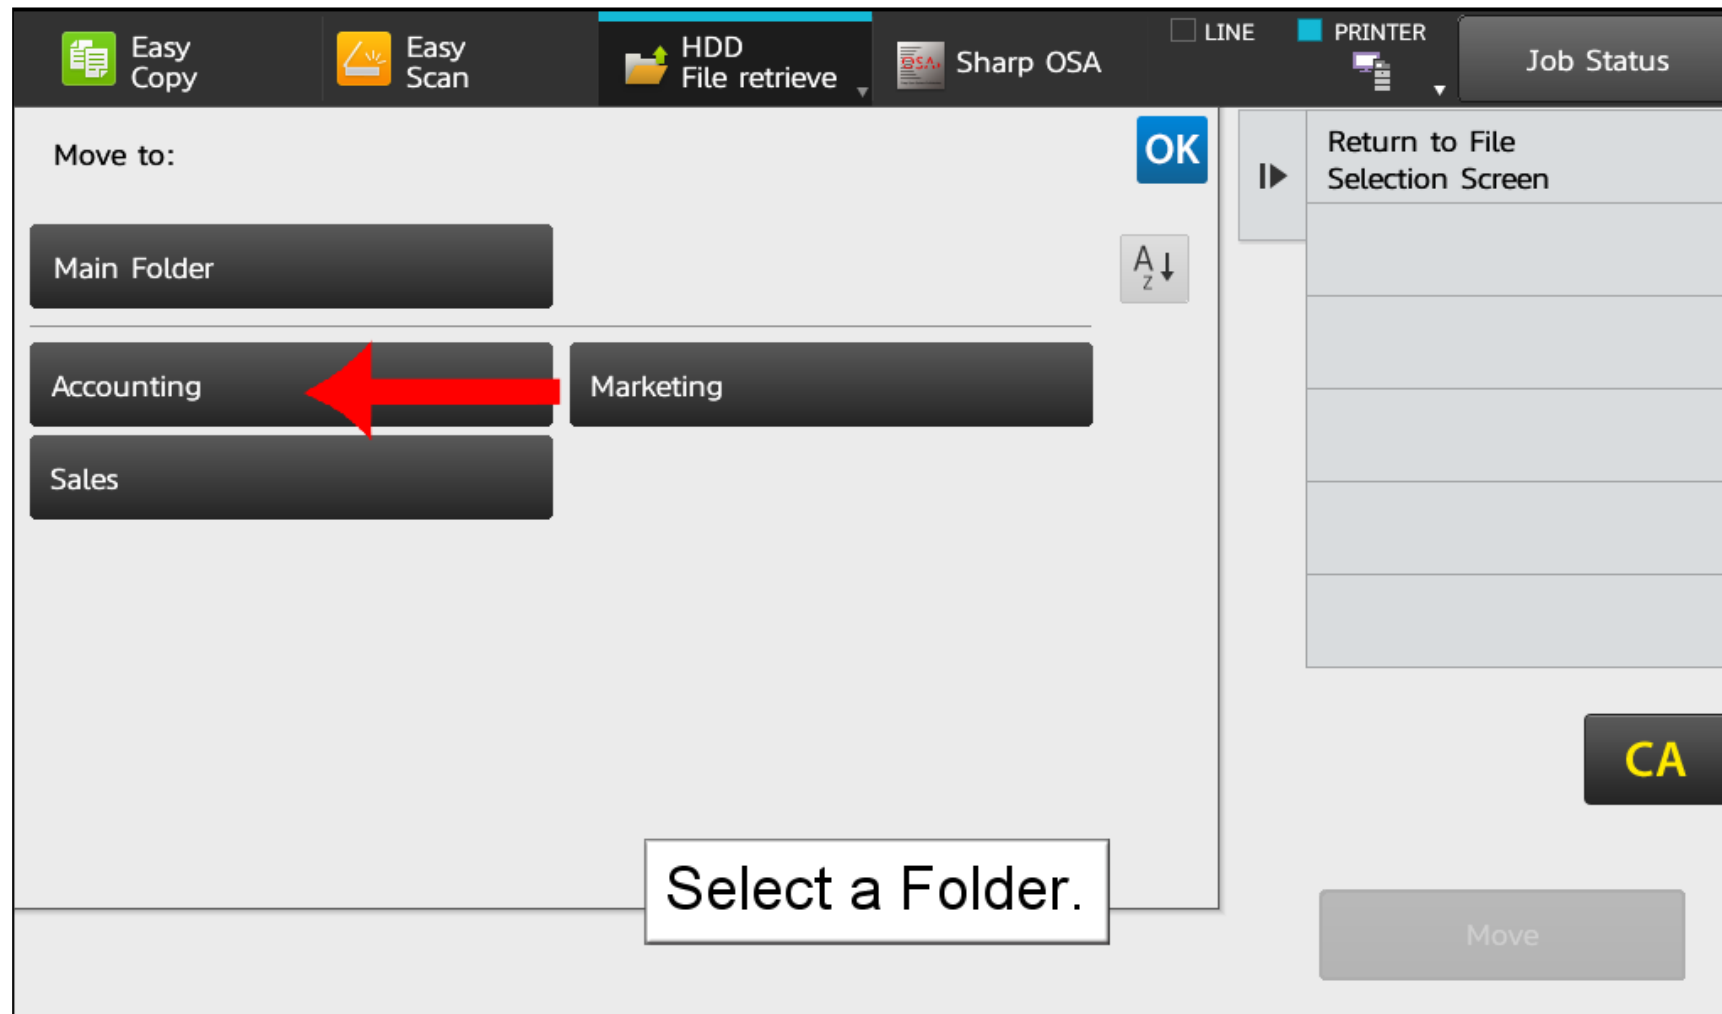 Easy
Copy
Easy
Scan
HDD
File retrieve
OSA
Sharp OSA
LINE
PRINTER
Job Status
Move to:
OK
Return to File
Selection Screen
Main Folder
A
Z
Accounting
Marketing
Sales
CA
Select a Folder.
Move